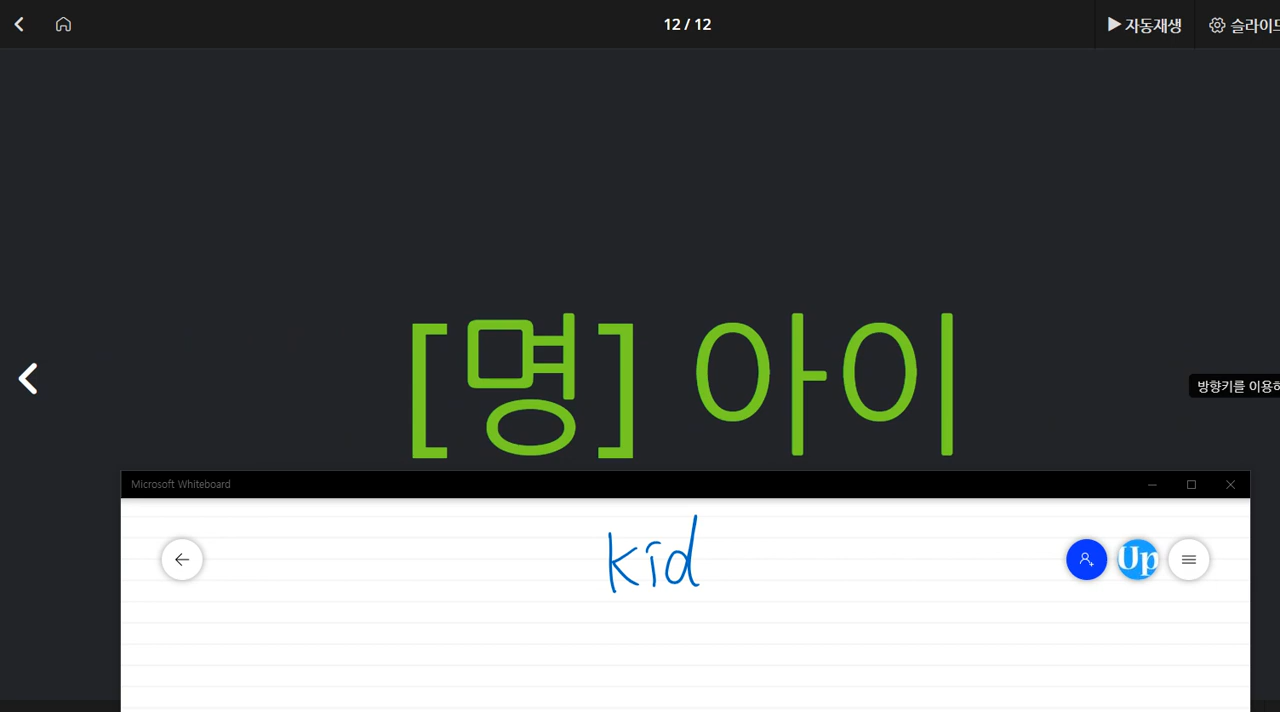 12 / 12
▶ 자동재생
슬라이드
[명] 아이
방향키를 이용하
Microsoft Whiteboard
kid
Up